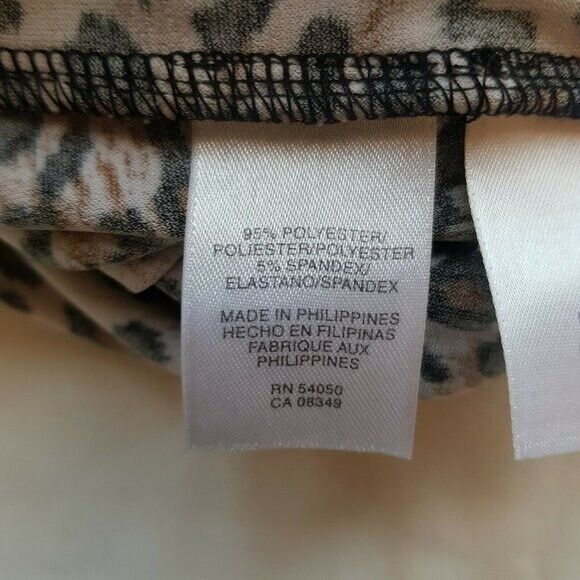 95% POLYESTER/
POLIESTER/POLYESTER
5% SPANDEX/
ELASTANO/SPANDEX
MADE IN PHILIPPINES
HECHO EN FILIPINAS
FABRIQUE AUX
PHILIPPINES
RN 54050
CA 08349